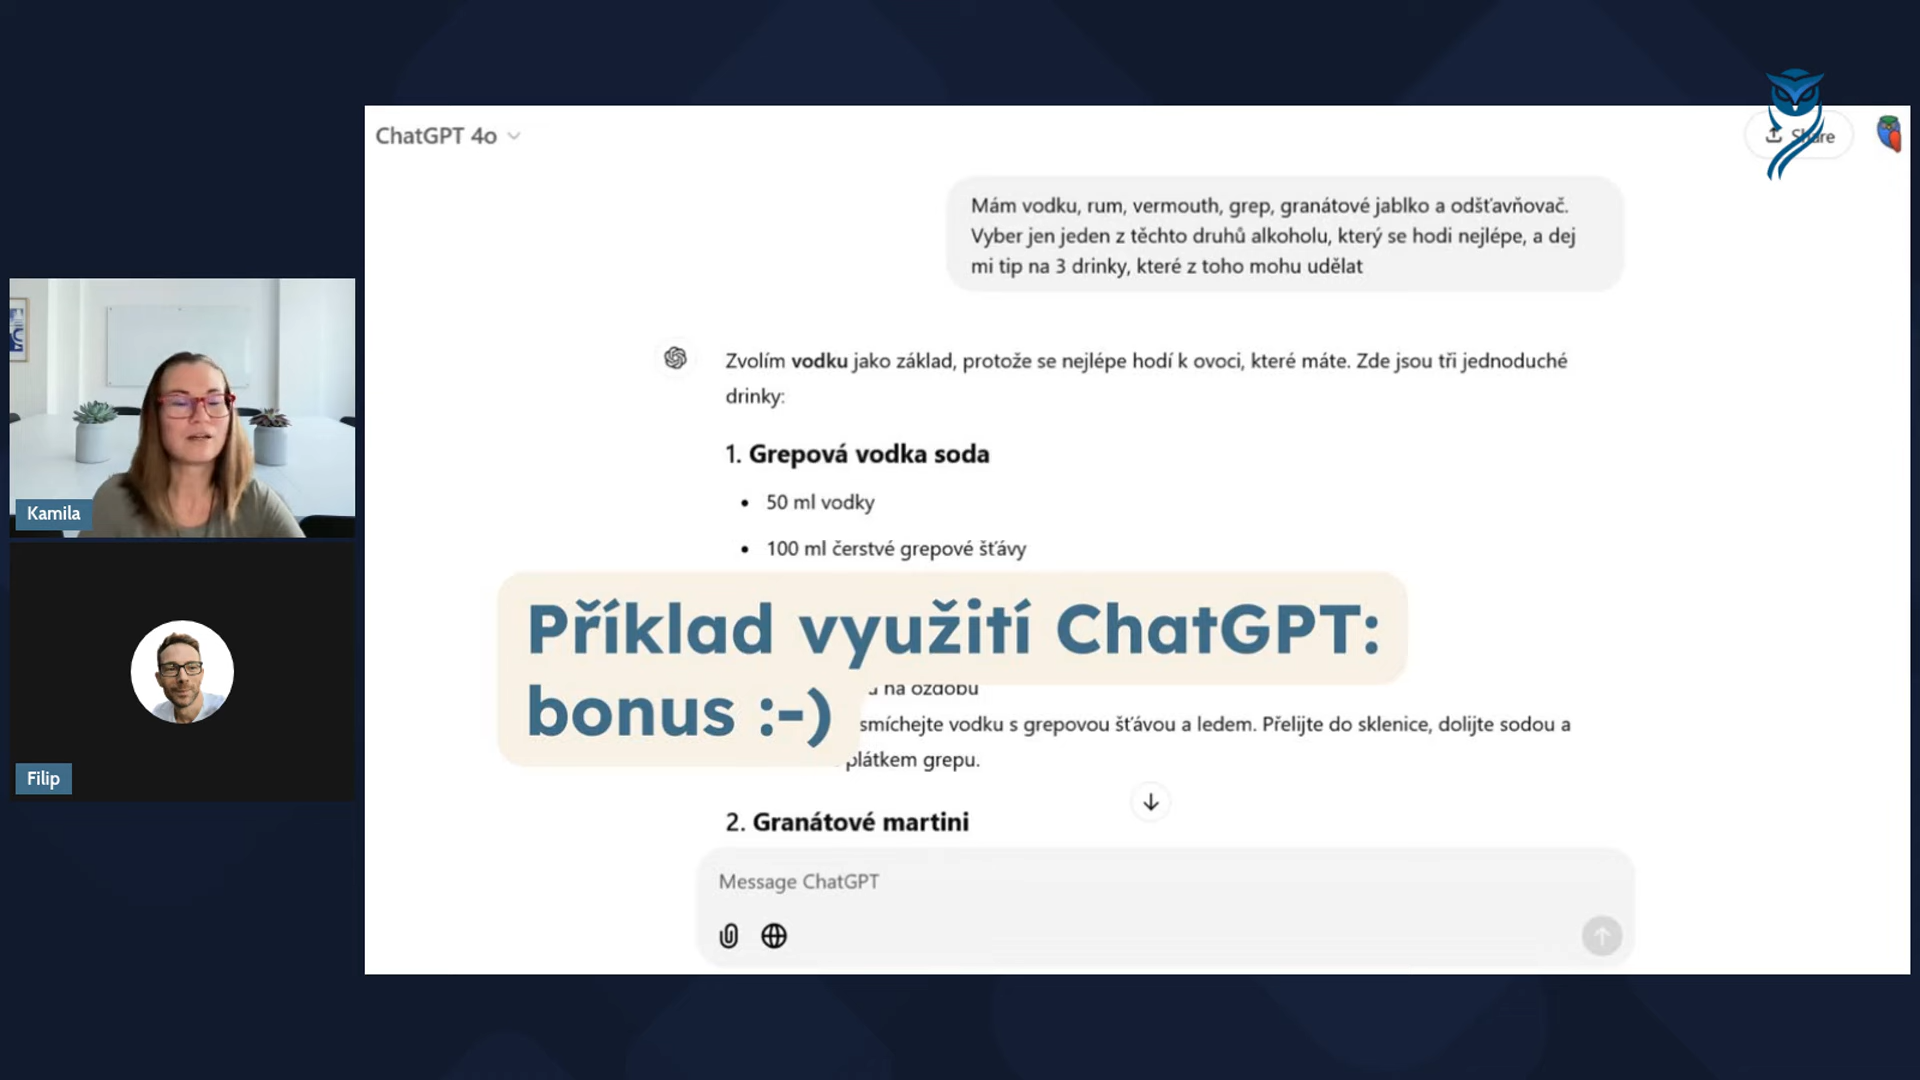 ChatGPT 4o
Share
Mám vodku, rum, vermouth, grep, granátové jablko a odšťavňovač.
Vyber jen jeden z těchto druhů alkoholu, který se hodi nejlépe, a dej
mi tip na 3 drinky, které z toho mohu udělat
Zvolím vodku jako základ, protože se nejlépe hodí k ovoci, které máte. Zde jsou tři jednoduché
drinky:
1. Grepová vodka soda
• 50 ml vodky
• 100 ml čerstvé grepové šťávy
Příklad využití ChatGPT:
bonus :-)
na ozdobu
smíchejte vodku s grepovou šťávou a ledem. Přelijte do sklenice, dolijte sodou a
plátkem grepu.
2. Granátové martini
Message ChatGPT
Kamila
Filip